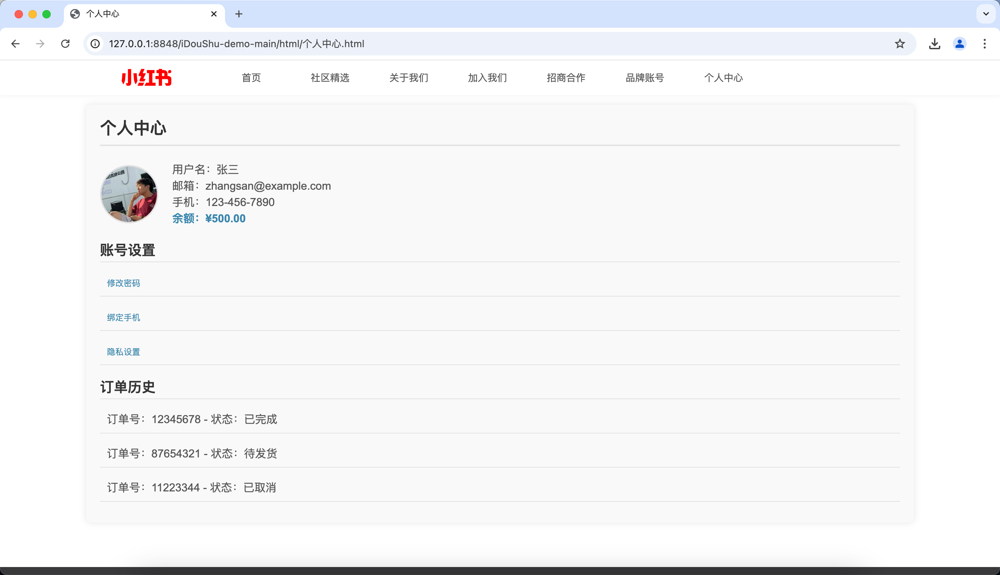 个人中心
127.0.0.1:8848/iDouShu-demo-main/html/个人中心.html
小红书 首页 社区精选 关于我们 加入我们 招商合作 品牌账号 个人中心
个人中心
用户名：张三
邮箱：zhangsan@example.com
手机：123-456-7890
余额：¥500.00
账号设置
修改密码
绑定手机
隐私设置
订单历史
订单号：12345678 - 状态：已完成
订单号：87654321 - 状态：待发货
订单号：11223344 - 状态：已取消